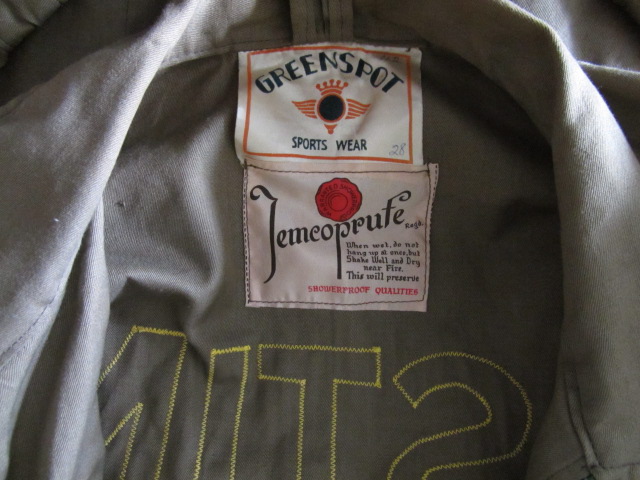 GREENSPOT
SPORTS WEAR
28
Jemcoprufe Regd.
When wet, do not
hang up at once, but
Shake Well and Dry
near Fire.
This will preserve
SHOWERPROOF QUALITIES